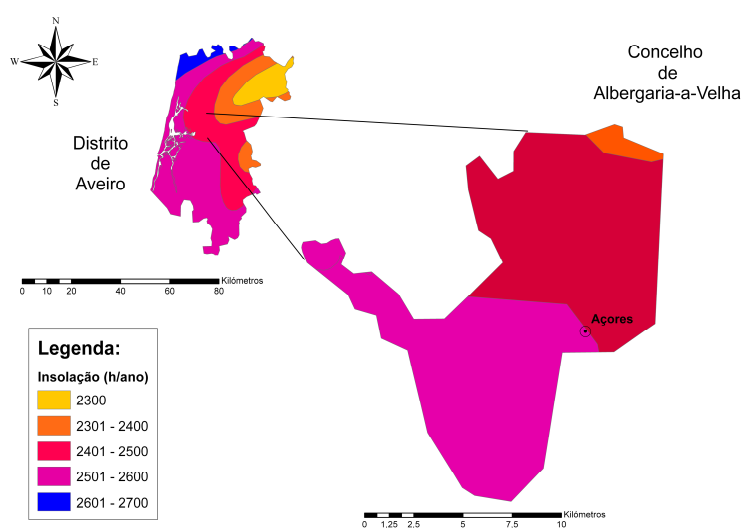 N
W
E
S
Concelho
de
Albergaria-a-Velha
Distrito
de
Aveiro
Açores
Kilómetros
0 10 20 40 60 80
Legenda:
Insolação (h/ano)
2300
2301 - 2400
2401 - 2500
2501 - 2600
2601 - 2700
Kilómetros
0 1,25 2,5 5 7,5 10